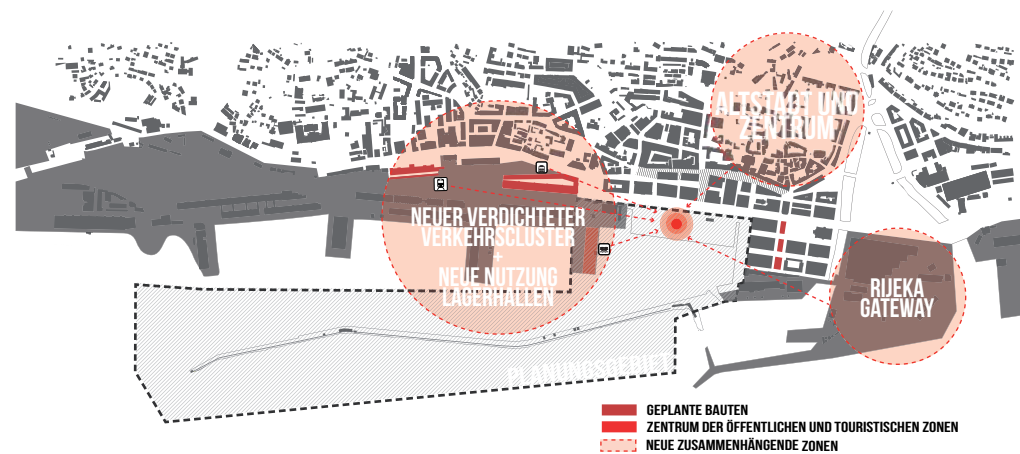 ALTSTADT UND
ZENTRUM
NEUER VERDICHTETER
VERKEHRSCLUSTER
+
NEUE NUTZUNG
LAGERHALLEN
RIJEKA
GATEWAY
PLANUNGSGEBIET
GEPLANTE BAUTEN
ZENTRUM DER ÖFFENTLICHEN UND TOURISTISCHEN ZONEN
NEUE ZUSAMMENHÄNGENDE ZONEN